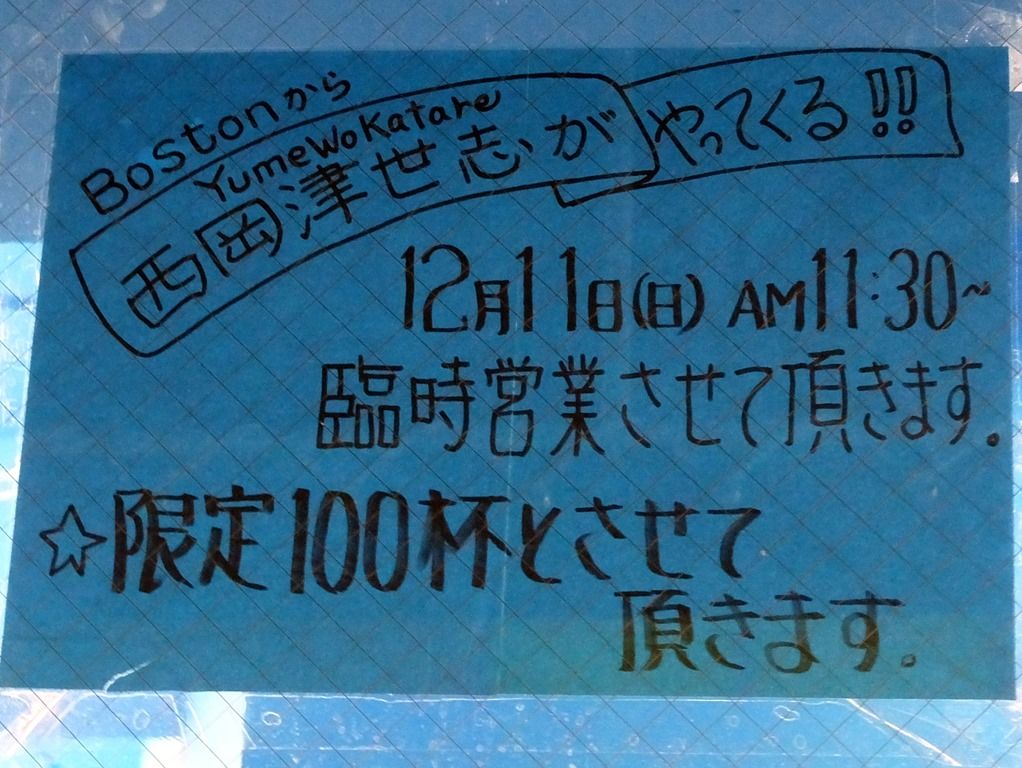 Bostonから
YumeWoKatare
西岡津世志がやってくる!!
12月11日(日) AM11:30~
臨時営業させて頂きます。
☆限定100杯とさせて
頂きます。